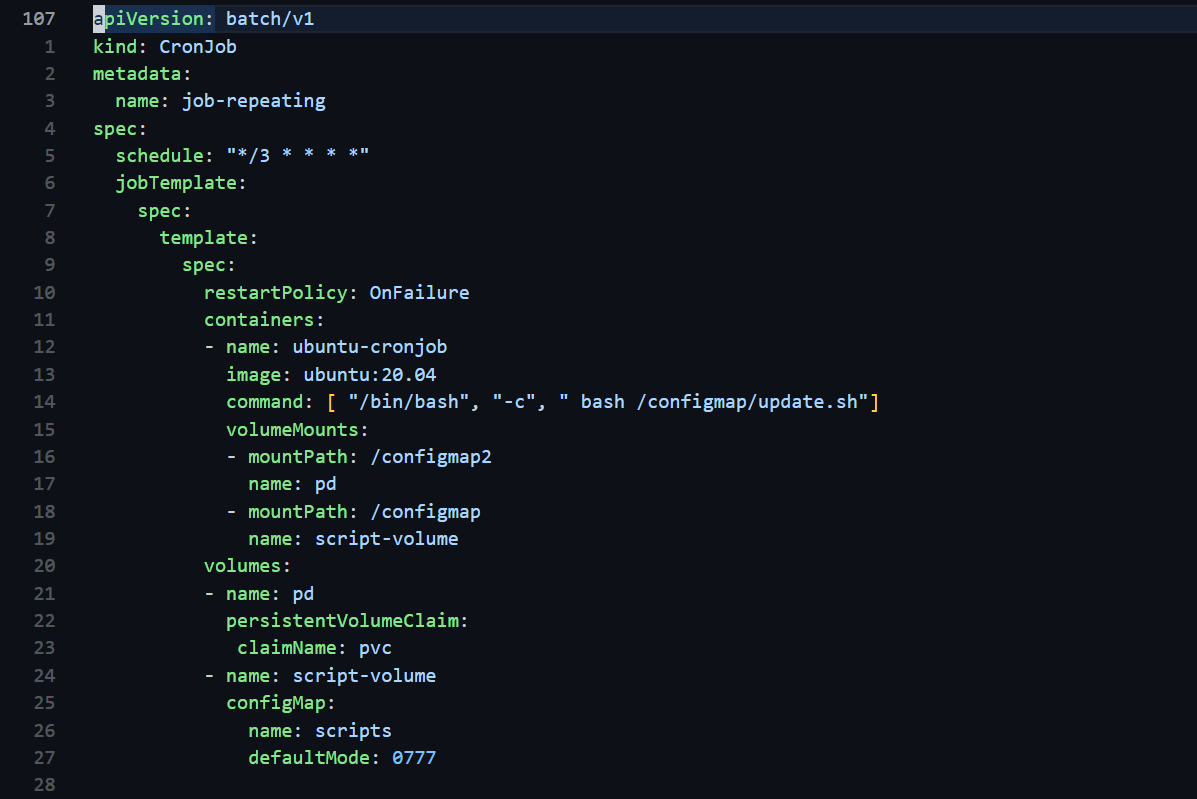 107 apiVersion: batch/v1
1 kind: CronJob
2 metadata:
3   name: job-repeating
4 spec:
5   schedule: "*/3 * * * *"
6   jobTemplate:
7     spec:
8       template:
9         spec:
10           restartPolicy: OnFailure
11           containers:
12           - name: ubuntu-cronjob
13             image: ubuntu:20.04
14             command: [ "/bin/bash", "-c", " bash /configmap/update.sh"]
15             volumeMounts:
16             - mountPath: /configmap2
17               name: pd
18             - mountPath: /configmap
19               name: script-volume
20           volumes:
21           - name: pd
22             persistentVolumeClaim:
23              claimName: pvc
24           - name: script-volume
25             configMap:
26               name: scripts
27               defaultMode: 0777
28